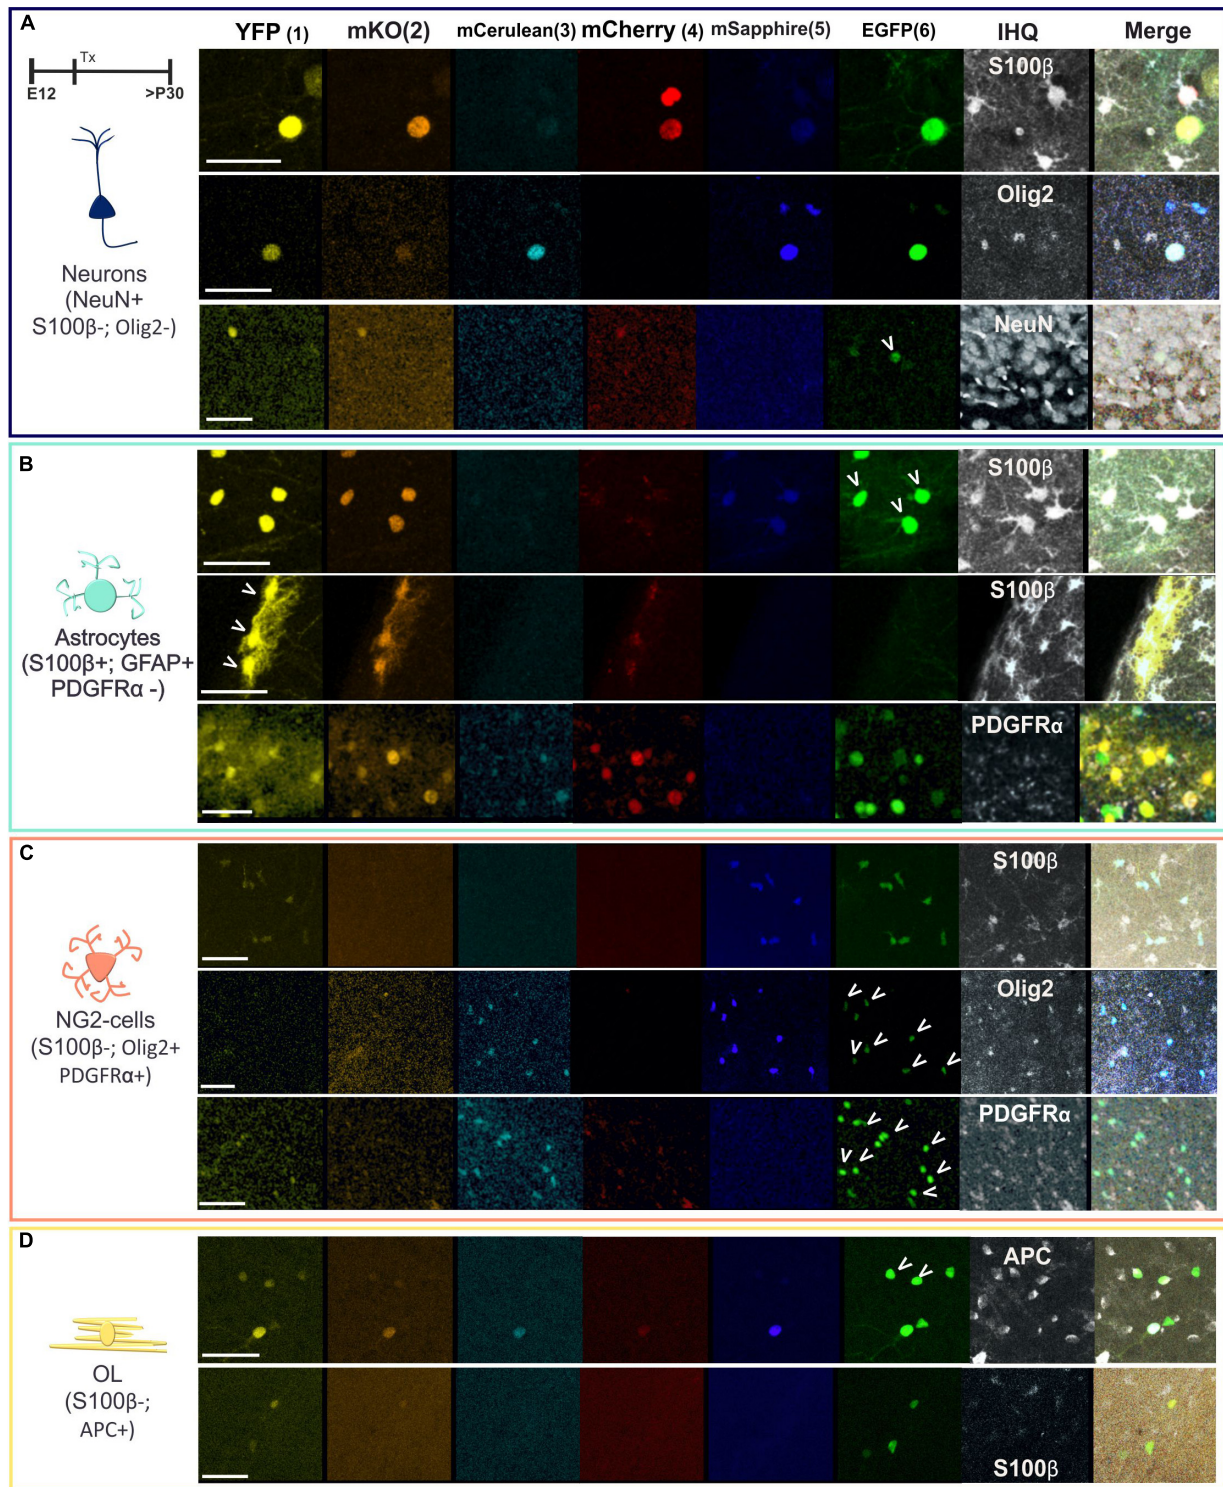 A
YFP (1) mKO(2) mCerulean(3) mCherry (4) mSapphire(5) EGFP(6) IHQ Merge
Tx
E12 >P30
Neurons
(NeuN+
S100β-; Olig2-)
S100β
Olig2
NeuN
B
Astrocytes
(S100β+; GFAP+
PDGFRα -)
S100β
S100β
PDGFRα
C
NG2-cells
(S100β-; Olig2+
PDGFRα+)
S100β
Olig2
PDGFRα
D
OL
(S100β-;
APC+)
APC
S100β